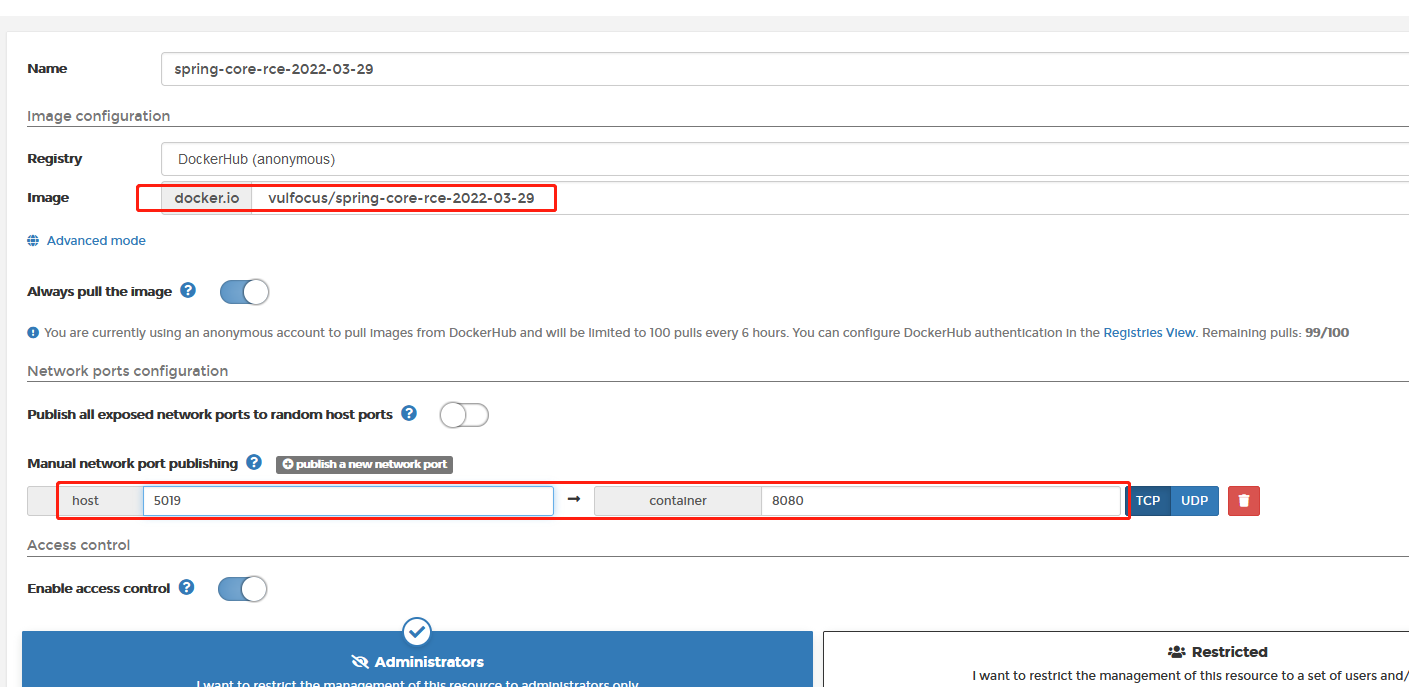 Name spring-core-rce-2022-03-29
Image configuration
Registry DockerHub (anonymous)
Image docker.io vulfocus/spring-core-rce-2022-03-29
Advanced mode
Always pull the image
You are currently using an anonymous account to pull images from DockerHub and will be limited to 100 pulls every 6 hours. You can configure DockerHub authentication in the Registries View. Remaining pulls: 99/100
Network ports configuration
Publish all exposed network ports to random host ports
Manual network port publishing publish a new network port
host 5019 → container 8080 TCP UDP
Access control
Enable access control
Administrators
I want to restrict the management of this resource to administrators only
Restricted
I want to restrict the management of this resource to a set of users and/